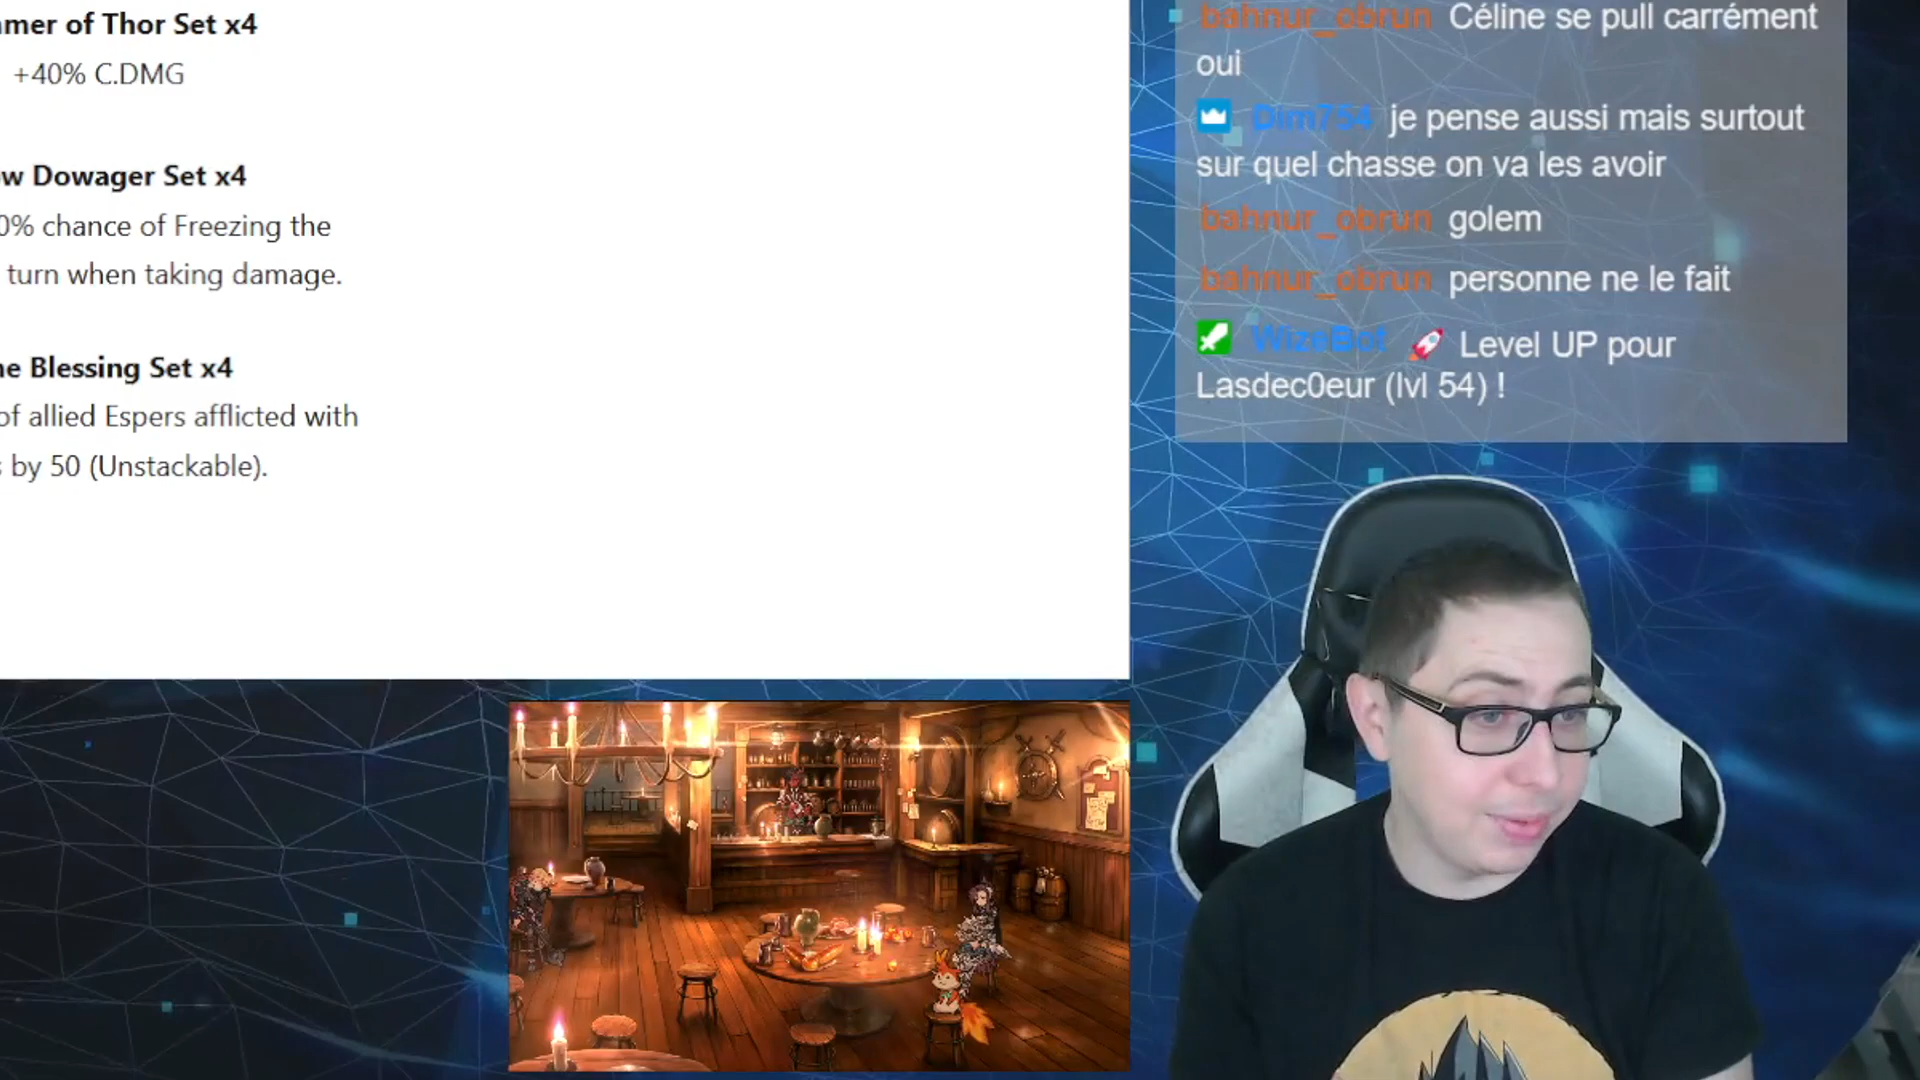 mer of Thor Set x4
+40% C.DMG
w Dowager Set x4
0% chance of Freezing the
turn when taking damage.
ne Blessing Set x4
of allied Espers afflicted with
s by 50 (Unstackable).
bahnur_obrun Céline se pull carrément
oui
Dim754 je pense aussi mais surtout
sur quel chasse on va les avoir
bahnur_obrun golem
bahnur_obrun personne ne le fait
WizeBot 🚀 Level UP pour
Lasdec0eur (lvl 54) !